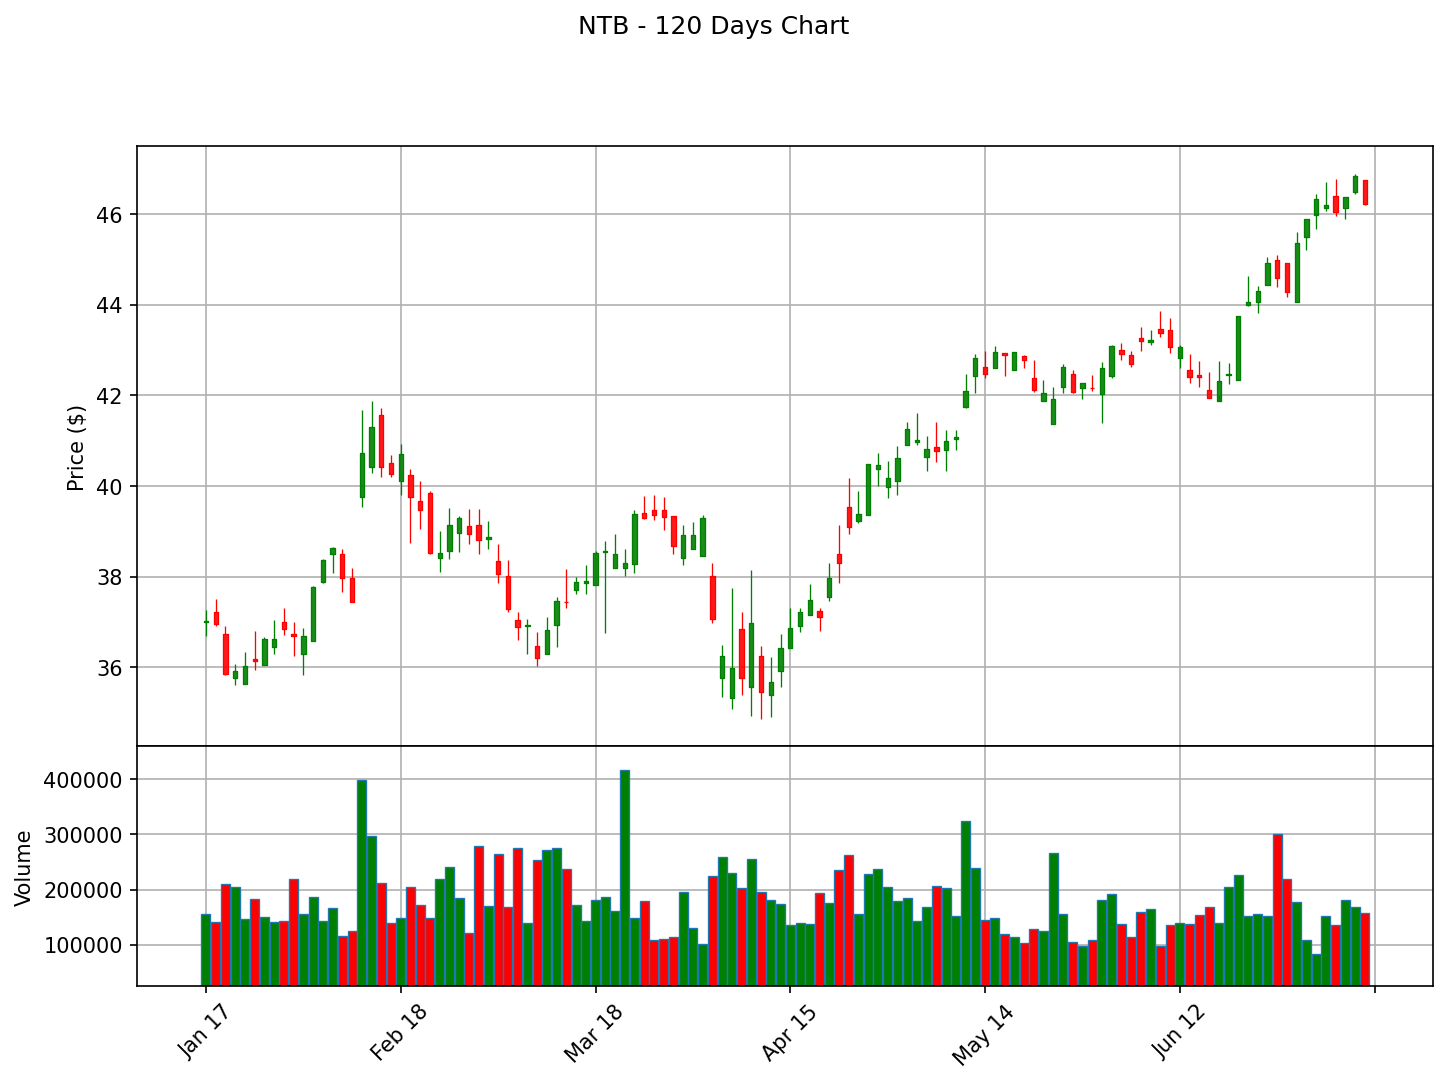 NTB - 120 Days Chart
Price ($)
46
44
42
40
38
36
Volume
400000
300000
200000
100000
Jan 17
Feb 18
Mar 18
Apr 15
May 14
Jun 12